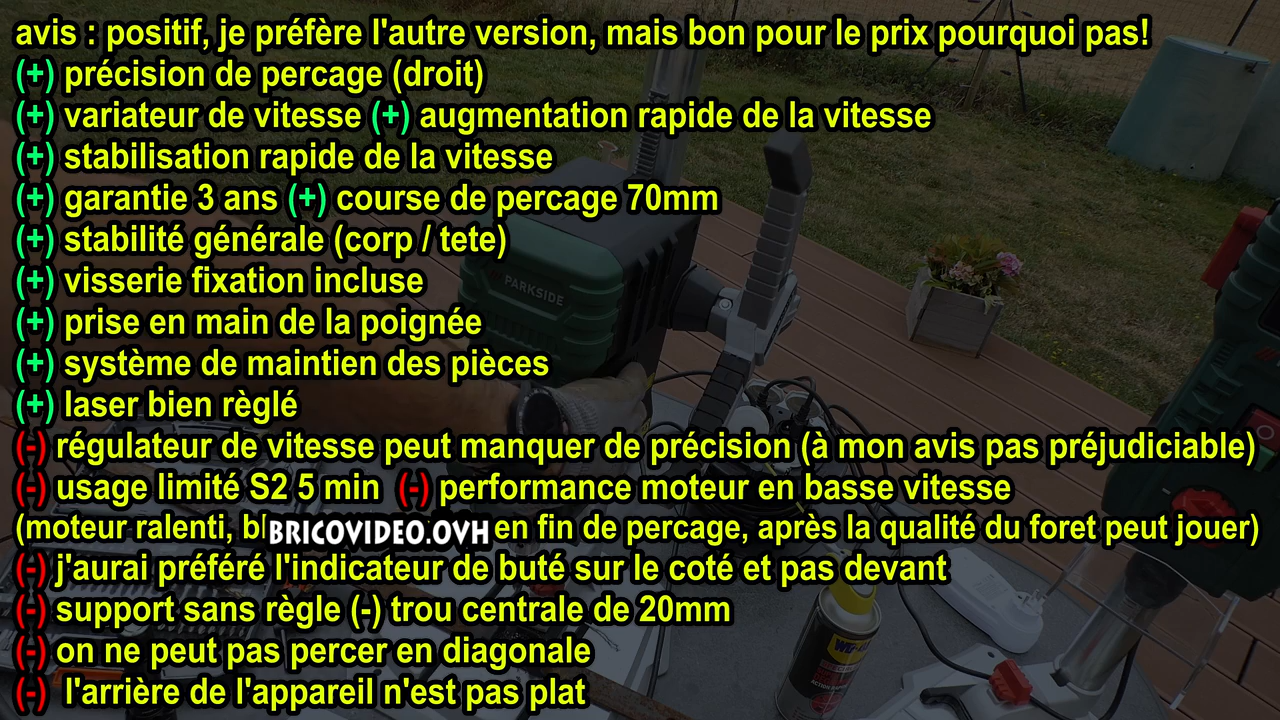 avis : positif, je préfère l'autre version, mais bon pour le prix pourquoi pas!
(+) précision de percage (droit)
(+) variateur de vitesse (+) augmentation rapide de la vitesse
(+) stabilisation rapide de la vitesse
(+) garantie 3 ans (+) course de percage 70mm
(+) stabilité générale (corp / tete)
(+) visserie fixation incluse
PARKSIDE
(+) prise en main de la poignée
(+) système de maintien des pièces
(+) laser bien règlé
(-) régulateur de vitesse peut manquer de précision (à mon avis pas préjudiciable)
(-) usage limité S2 5 min (-) performance moteur en basse vitesse
(moteur ralenti, BRICOVIDEO.OVH en fin de percage, après la qualité du foret peut jouer)
(-) j'aurai préféré l'indicateur de buté sur le coté et pas devant
(-) support sans règle (-) trou centrale de 20mm
(-) on ne peut pas percer en diagonale
WD-40
(-) l'arrière de l'appareil n'est pas plat